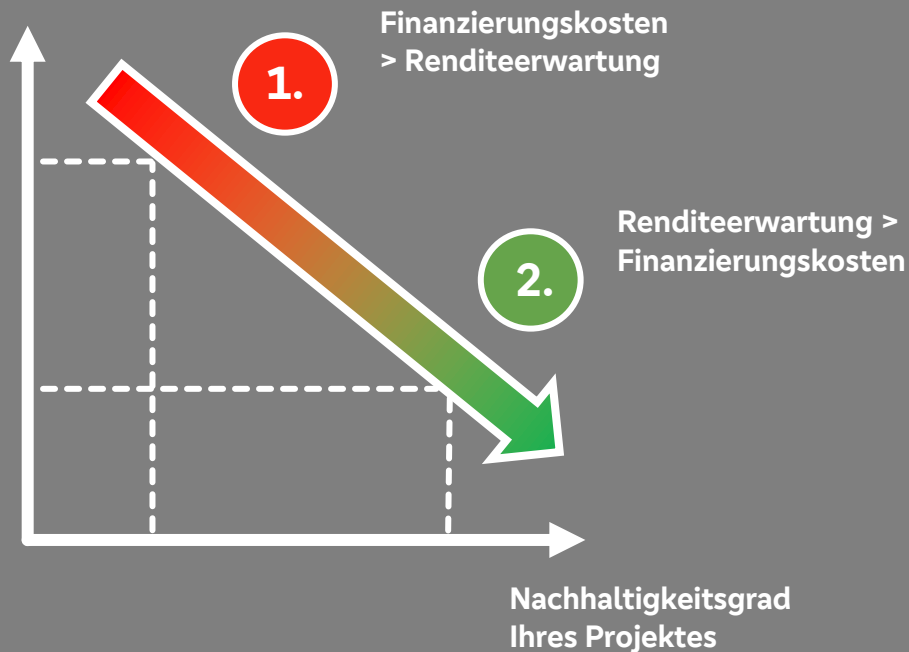 Finanzierungskosten
> Renditeerwartung
1.
Renditeerwartung >
Finanzierungskosten
2.
Nachhaltigkeitsgrad
Ihres Projektes